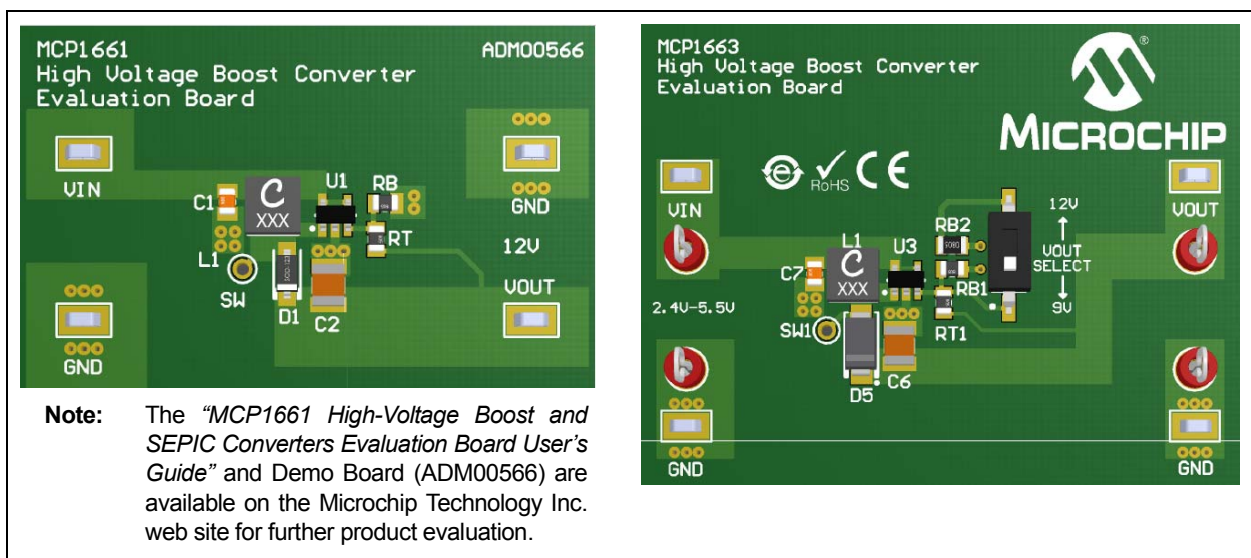 MCP1661
High Voltage Boost Converter
Evaluation Board
ADM00566
VIN
GND
C1
C
XXX
U1
RB
RT
GND
12V
L1
SW
D1
C2
VOUT
GND
Note: The "MCP1661 High-Voltage Boost and
SEPIC Converters Evaluation Board User's
Guide" and Demo Board (ADM00566) are
available on the Microchip Technology Inc.
web site for further product evaluation.
MCP1663
High Voltage Boost Converter
Evaluation Board
®
MICROCHIP
e
RoHS
CE
VIN
12V
VOUT
L1
RB2
U3
VOUT
SELECT
C7
C
XXX
RB1
2.4V-5.5V
9V
SW1
RT1
D5
C6
GND
GND